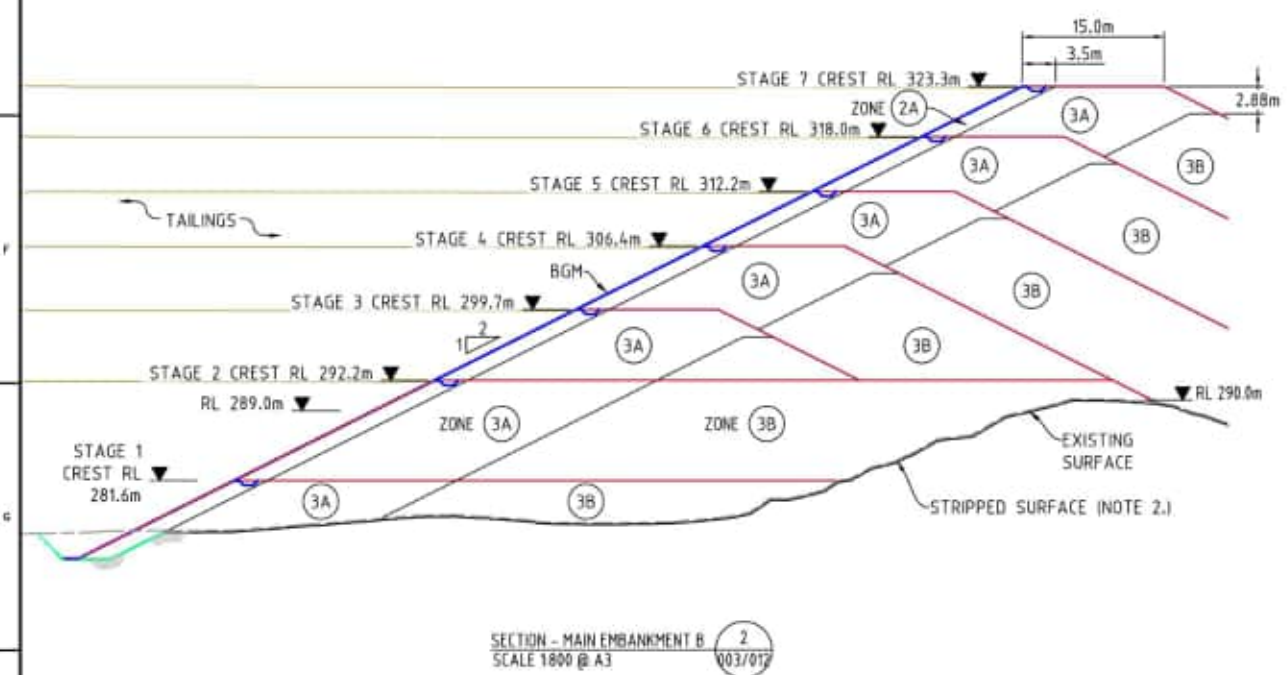 15.0m
3.5m
STAGE 7 CREST RL 323.3m
2.88m
ZONE 2A
3A
STAGE 6 CREST RL 318.0m
3A
3B
STAGE 5 CREST RL 312.2m
TAILINGS
3A
3B
F
STAGE 4 CREST RL 306.4m
BGM
3A
3B
STAGE 3 CREST RL 299.7m
2
1
3A
3B
STAGE 2 CREST RL 292.2m
RL 289.0m
RL 290.0m
ZONE 3A
ZONE 3B
EXISTING
SURFACE
STAGE 1
CREST RL
281.6m
3A
3B
STRIPPED SURFACE (NOTE 2.)
G
SECTION - MAIN EMBANKMENT B
SCALE 1:800 @ A3
2
003/012